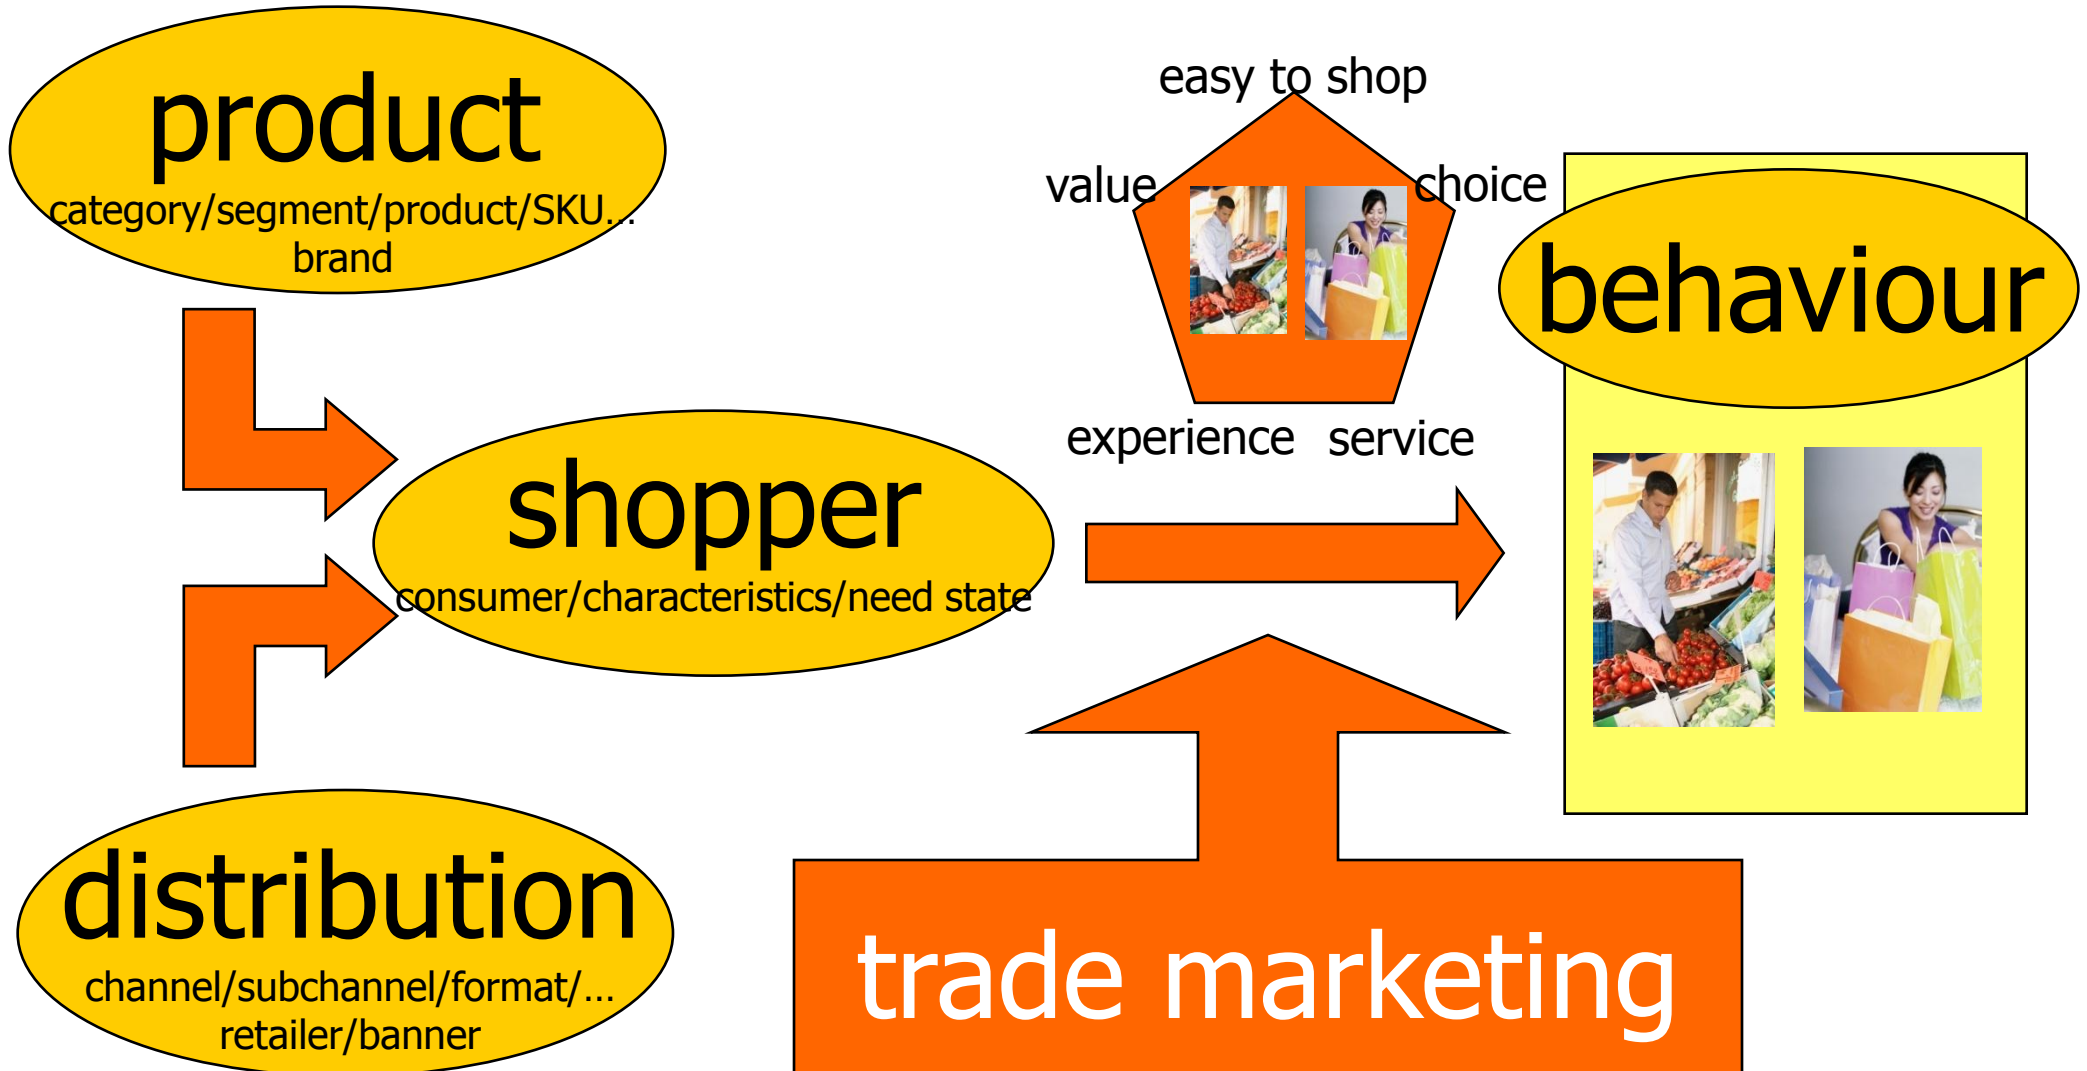 product
category/segment/product/SKU…
brand
easy to shop
value
choice
experience
service
behaviour
shopper
consumer/characteristics/need state
distribution
channel/subchannel/format/…
retailer/banner
trade marketing